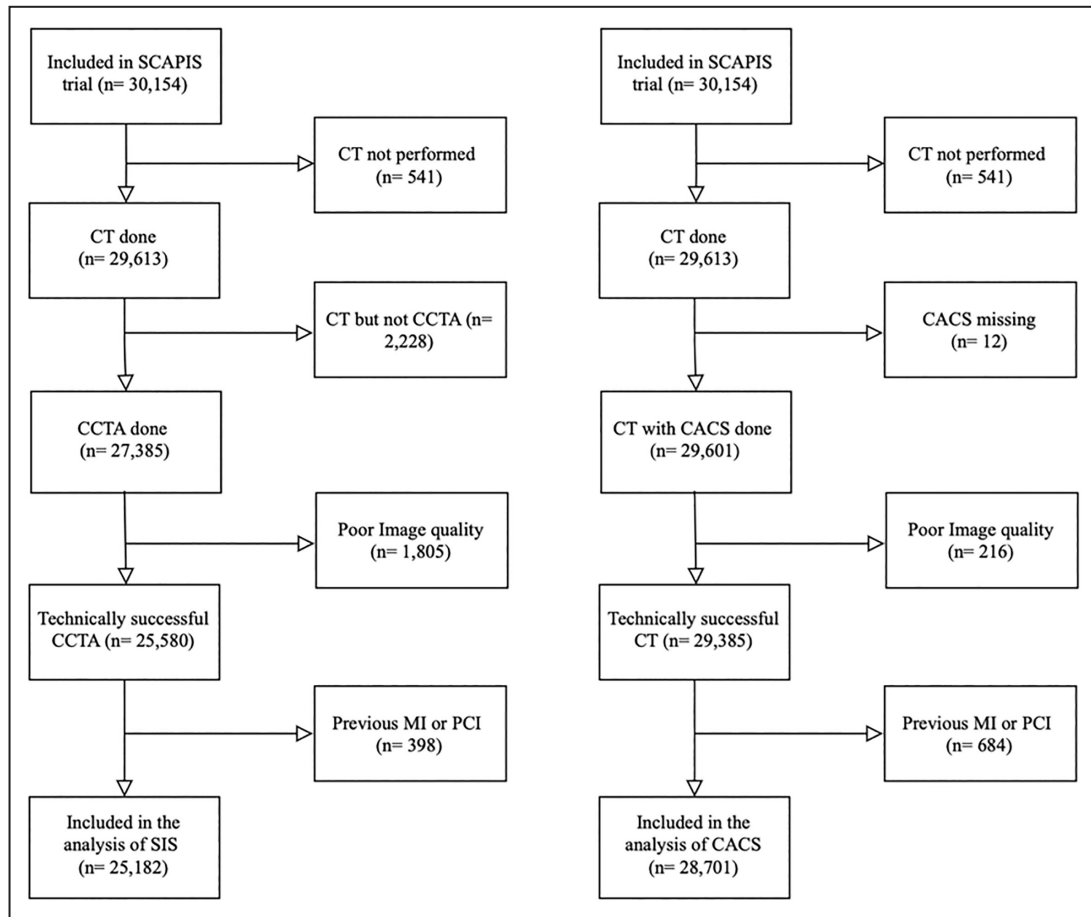 Included in SCAPIS
trial (n= 30,154)
CT not performed
(n= 541)
CT done
(n= 29,613)
CT but not CCTA (n=
2,228)
CCTA done
(n= 27,385)
Poor Image quality
(n= 1,805)
Technically successful
CCTA (n= 25,580)
Previous MI or PCI
(n= 398)
Included in the
analysis of SIS
(n= 25,182)
Included in SCAPIS
trial (n= 30,154)
CT not performed
(n= 541)
CT done
(n= 29,613)
CACS missing
(n= 12)
CT with CACS done
(n= 29,601)
Poor Image quality
(n= 216)
Technically successful
CT (n= 29,385)
Previous MI or PCI
(n= 684)
Included in the
analysis of CACS
(n= 28,701)